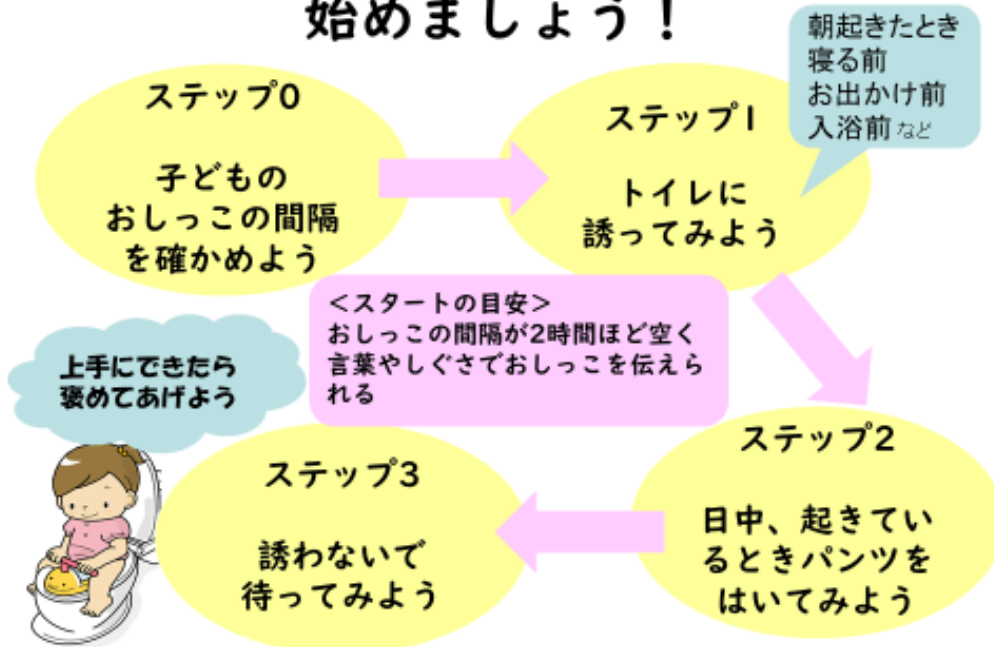 始めましょう！
ステップ0
子どもの
おしっこの間隔
を確かめよう
ステップ1
トイレに
誘ってみよう
朝起きたとき
寝る前
お出かけ前
入浴前 など
＜スタートの目安＞
おしっこの間隔が2時間ほど空く
言葉やしぐさでおしっこを伝えら
れる
ステップ2
日中、起きてい
るときパンツを
はいてみよう
ステップ3
誘わないで
待ってみよう
上手にできたら
褒めてあげよう